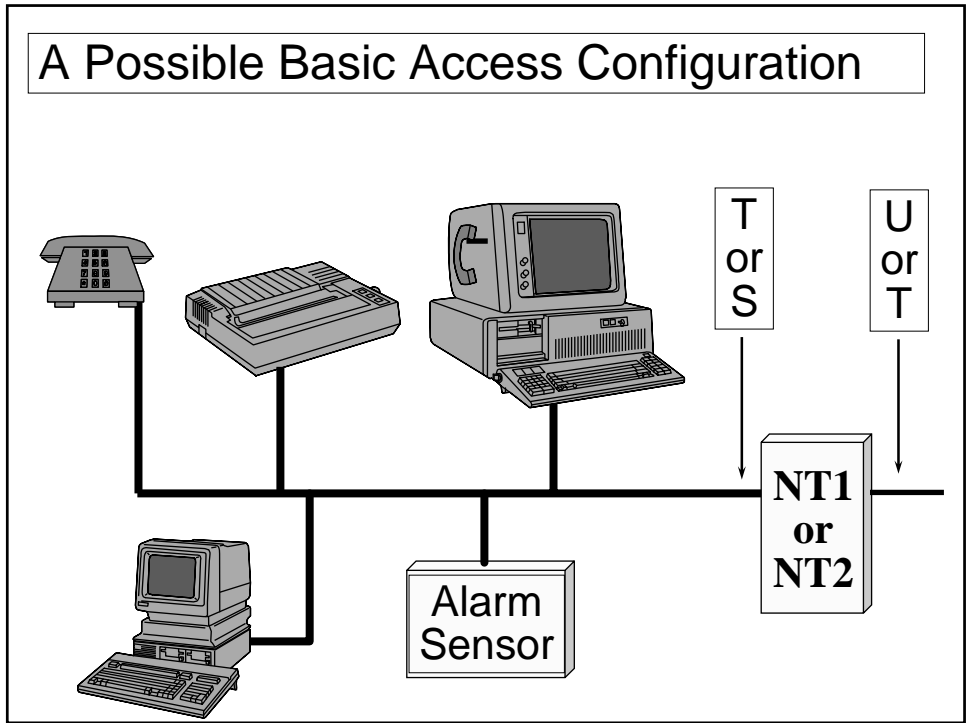 A Possible Basic Access Configuration
T
or
S
U
or
T
NT1
or
NT2
Alarm
Sensor